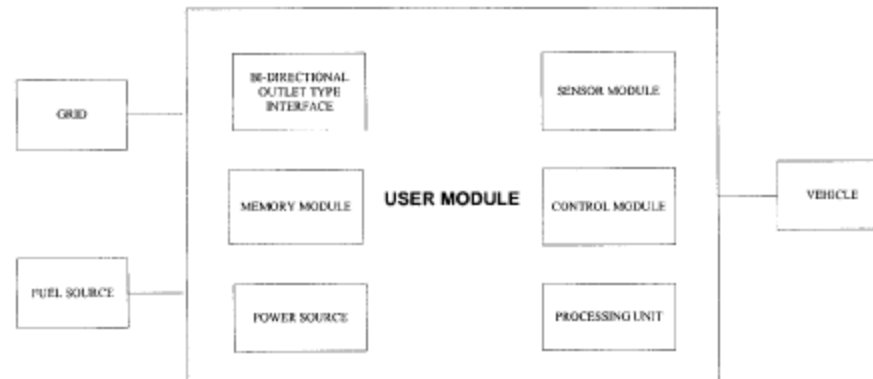 BI-DIRECTIONAL
OUTLET TYPE
INTERFACE
SENSOR MODULE
GRID
MEMORY MODULE
USER MODULE
CONTROL MODULE
VEHICLE
FUEL SOURCE
POWER SOURCE
PROCESSING UNIT